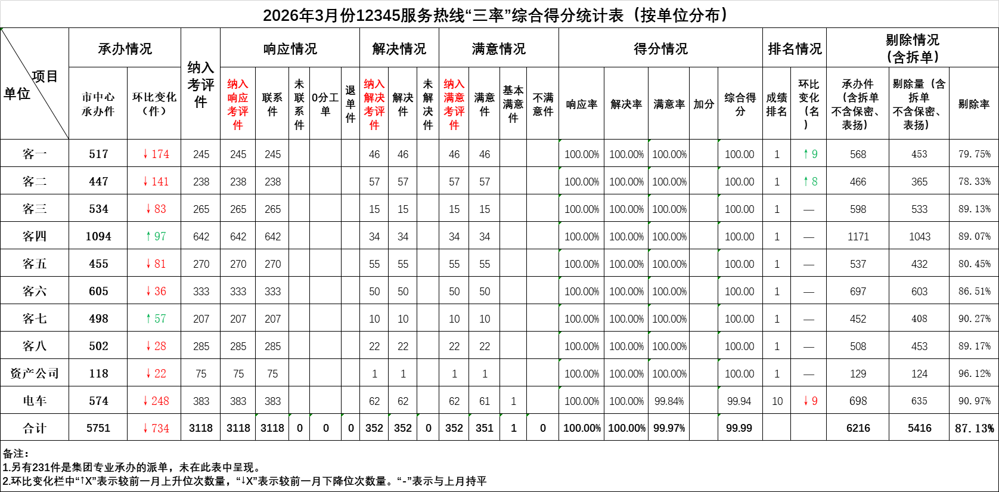 2026年3月份12345服务热线“三率”综合得分统计表（按单位分布）
项目
单位
承办情况
纳入
考评
件
响应情况
解决情况
满意情况
得分情况
排名情况
剔除情况
（含拆单）
市中心
承办件
环比变化
（件）
纳入
响应
考评
件
联系
件
未
联
系
件
0分工
单
退
单
件
纳入
解决
考评
件
解决
件
未
解
决
件
纳入
满意
考评
件
满意
件
基本
满意
件
不满
意件
响应率
解决率
满意率
加分
综合得
分
成绩
排名
环比
变化
（名
）
承办件
（含拆单
不含保密、
表扬）
剔除量（含
拆单
不含保密、
表扬）
剔除率
客一 517 ↓174 245 245 245 46 46 46 46 100.00% 100.00% 100.00% 100.00 1 ↑9 568 453 79.75%
客二 447 ↓141 238 238 238 57 57 57 57 100.00% 100.00% 100.00% 100.00 1 ↑8 466 365 78.33%
客三 534 ↓83 265 265 265 15 15 15 15 100.00% 100.00% 100.00% 100.00 1 — 598 533 89.13%
客四 1094 ↑97 642 642 642 34 34 34 34 100.00% 100.00% 100.00% 100.00 1 — 1171 1043 89.07%
客五 455 ↓81 270 270 270 55 55 55 55 100.00% 100.00% 100.00% 100.00 1 — 537 432 80.45%
客六 605 ↓36 333 333 333 50 50 50 50 100.00% 100.00% 100.00% 100.00 1 — 697 603 86.51%
客七 498 ↑57 207 207 207 10 10 10 10 100.00% 100.00% 100.00% 100.00 1 — 452 408 90.27%
客八 502 ↓28 285 285 285 22 22 22 22 100.00% 100.00% 100.00% 100.00 1 — 508 453 89.17%
资产公司 118 ↓22 75 75 75 1 1 1 1 100.00% 100.00% 100.00% 100.00 1 — 129 124 96.12%
电车 574 ↓248 383 383 383 62 62 62 61 1 100.00% 100.00% 99.84% 99.94 10 ↓9 698 635 90.97%
合计 5751 ↓734 3118 3118 3118 0 0 0 352 352 0 352 351 1 0 100.00% 100.00% 99.97% 99.99 6216 5416 87.13%
备注：
1.另有231件是集团专业承办的派单，未在此表中呈现。
2.环比变化栏中“↑X”表示较前一月上升位次数量，“↓X”表示较前一月下降位次数量。“-”表示与上月持平